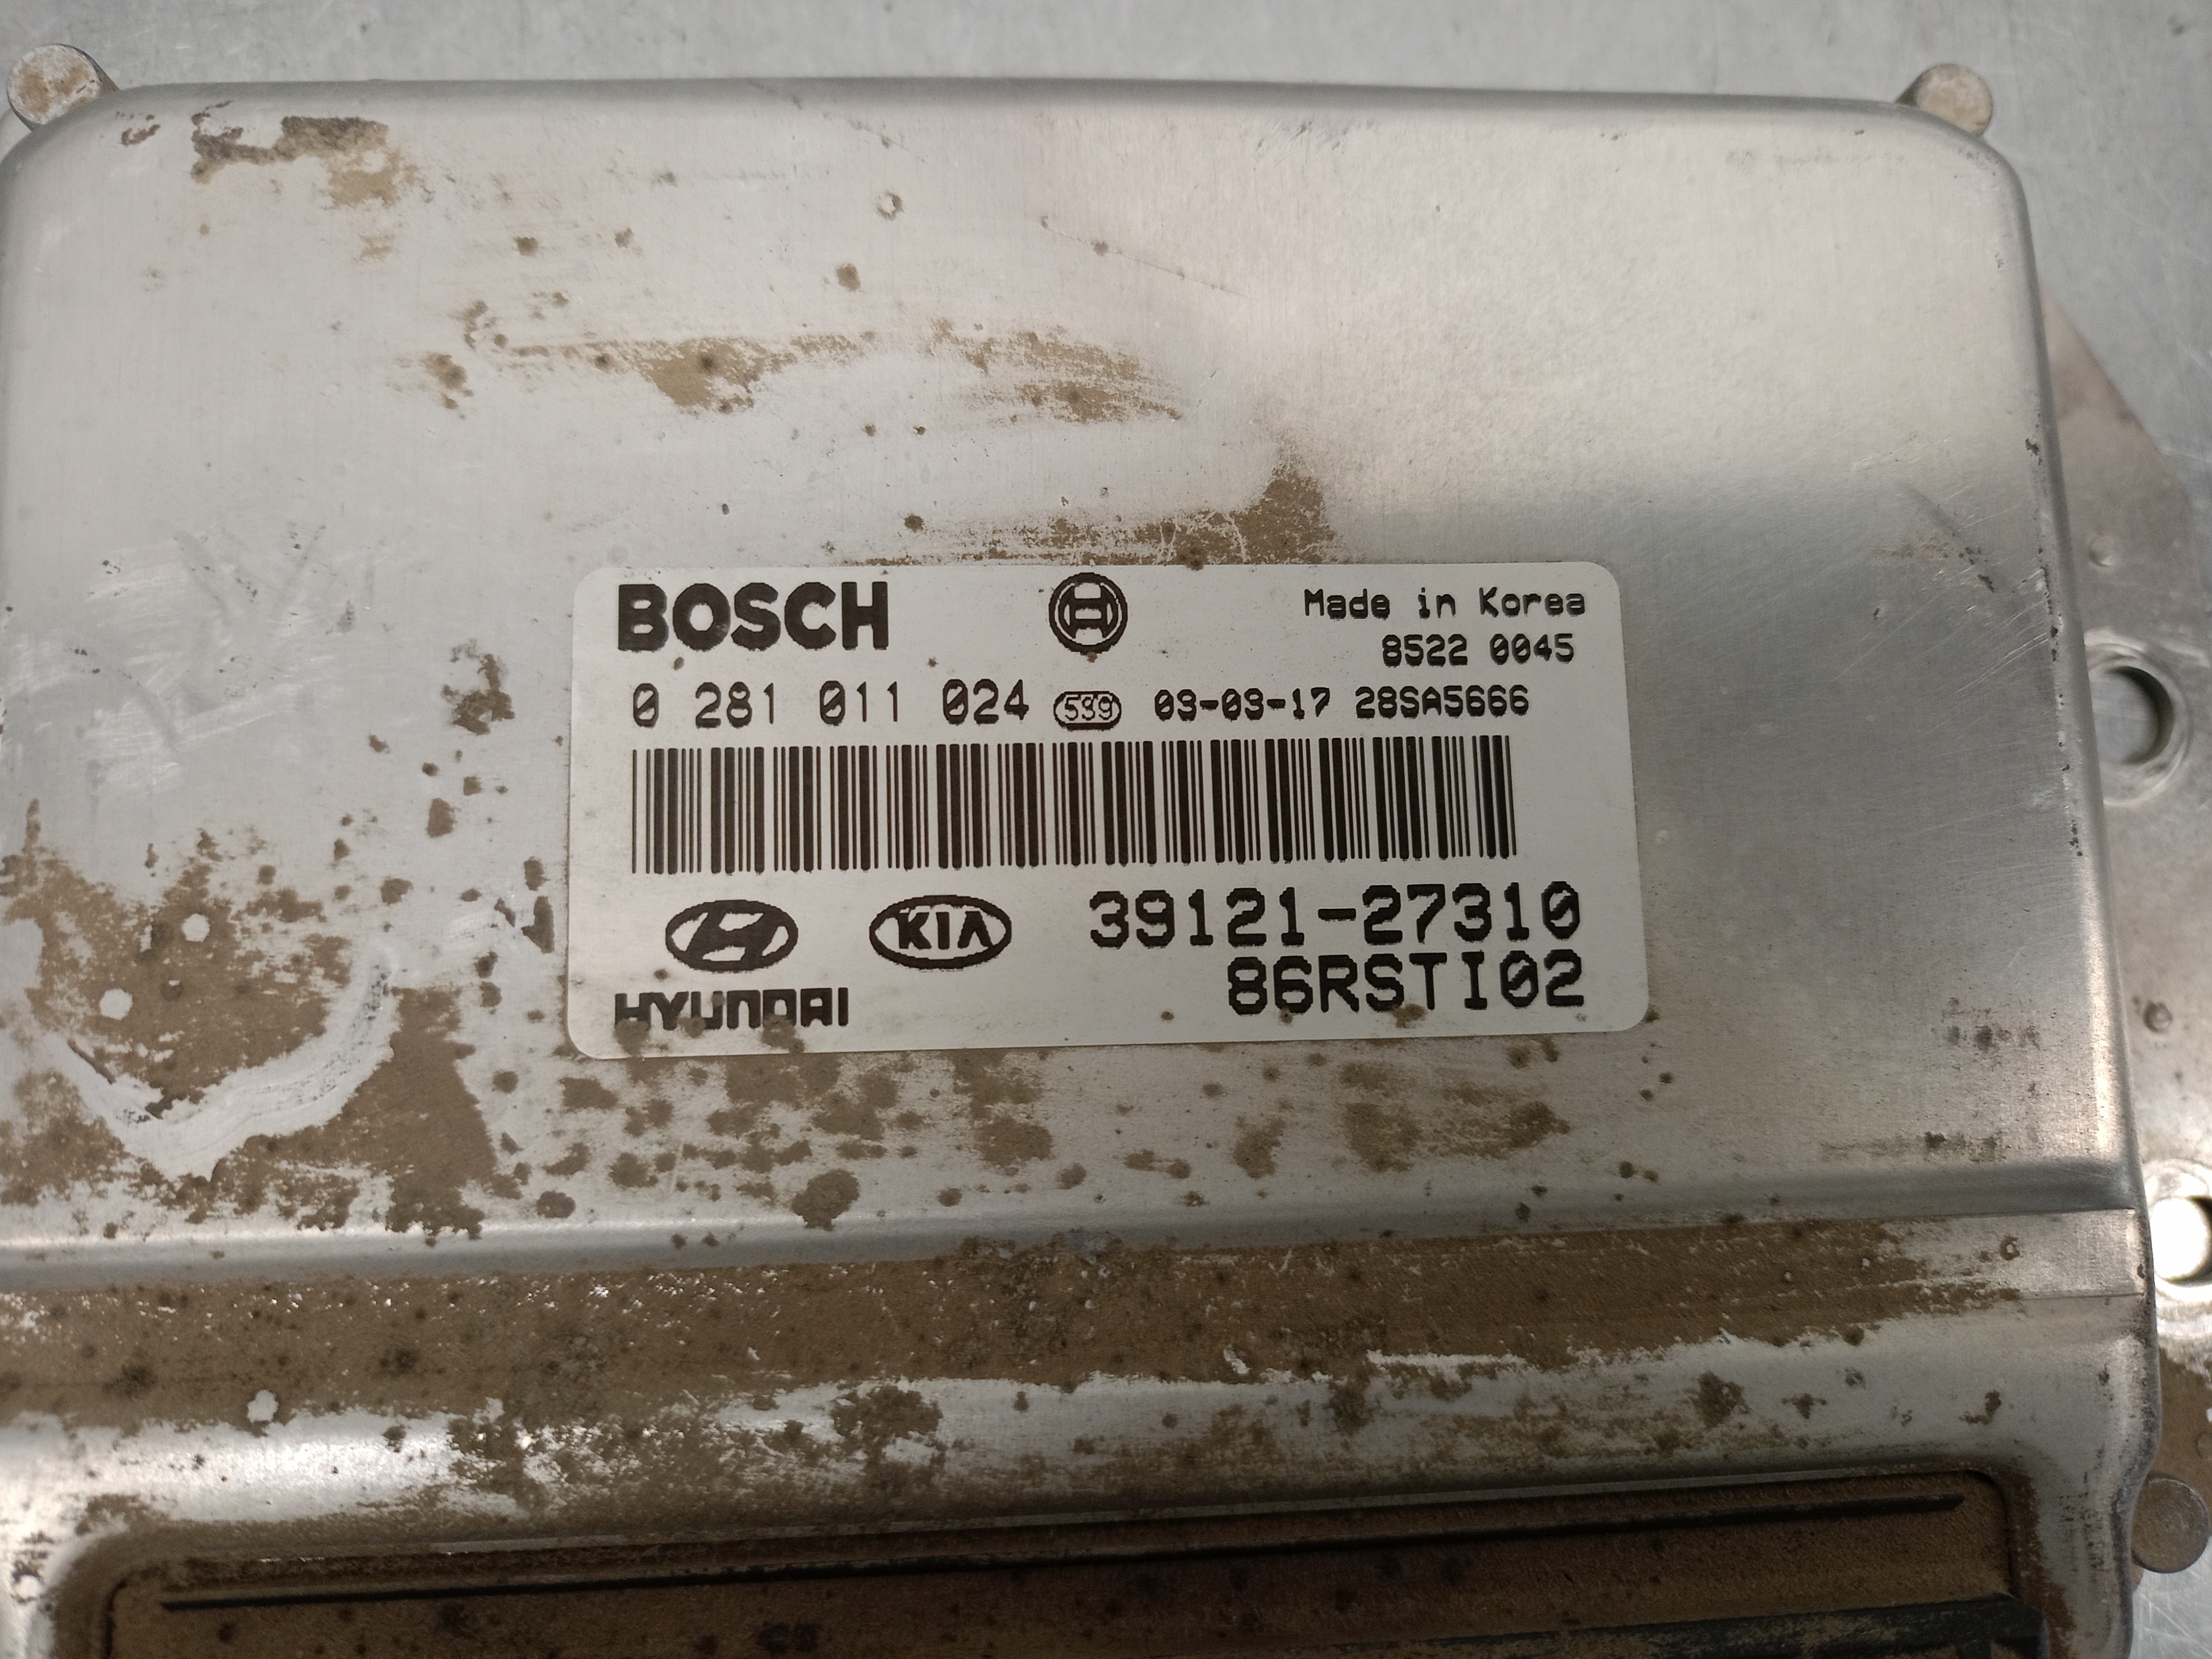 BOSCH
Made in Korea
8522 0045
0 281 011 024 539 03-03-17 28SA5666
KIA 39121-27310
HYUNDAI 86RSTI02